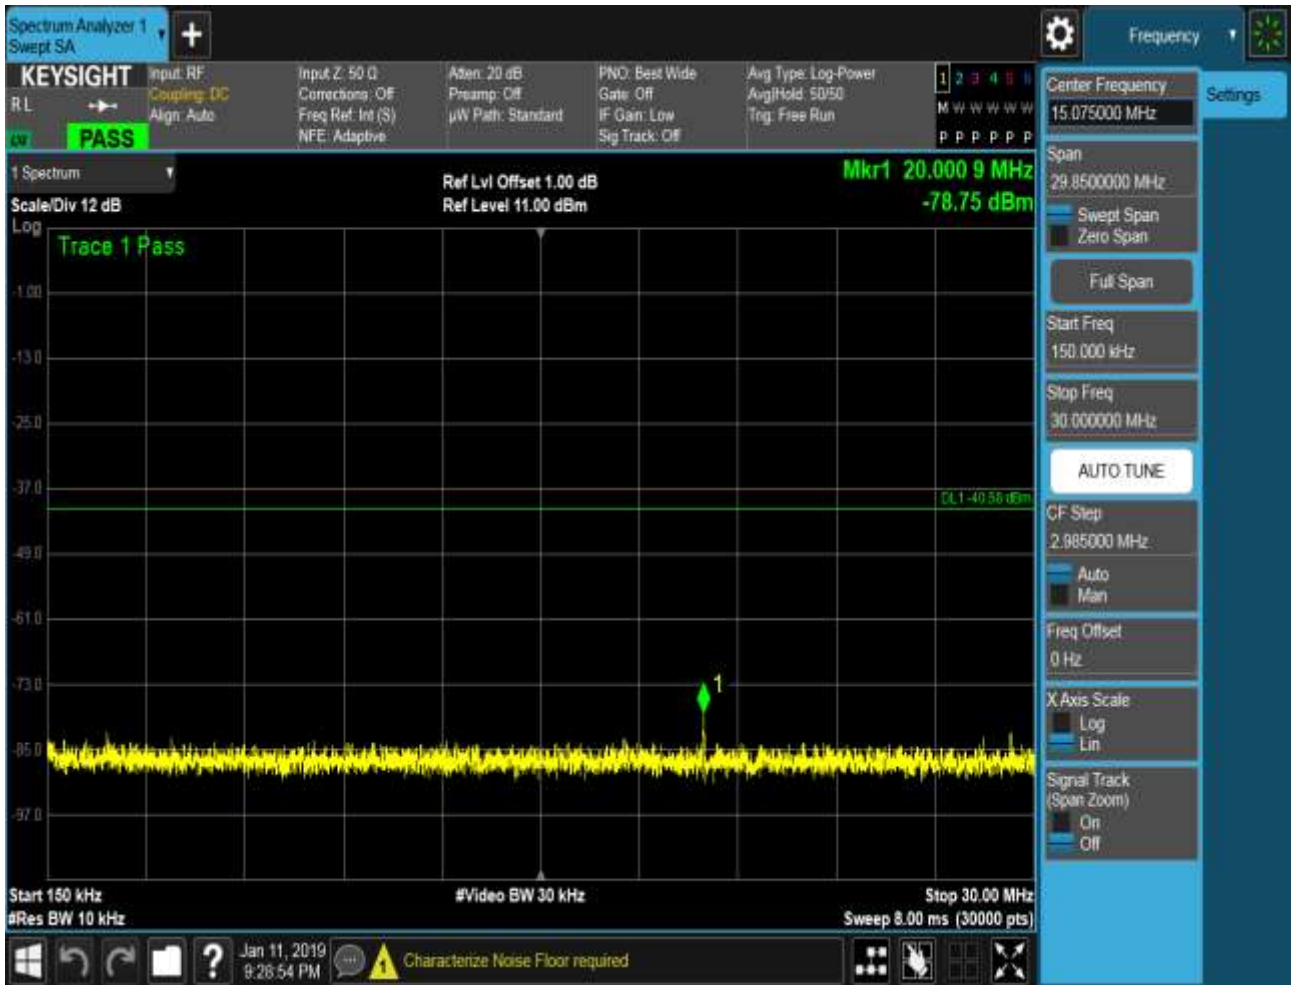 Spectrum Analyzer 1
Swept SA
Frequency
KEYSIGHT
R L
PASS
Input: RF
Coupling: DC
Align: Auto
Input Z: 50 Ω
Corrections: Off
Freq Ref: Int (S)
NFE: Adaptive
Atten: 20 dB
Preamp: Off
µW Path: Standard
PNO: Best Wide
Gate: Off
IF Gain: Low
Sig Track: Off
Avg Type: Log-Power
Avg|Hold: 50/50
Trig: Free Run
1 2 3 4 5 6
M W W W W W
P P P P P P
1 Spectrum
Scale/Div 12 dB
Log
Ref Lvl Offset 1.00 dB
Ref Level 11.00 dBm
Mkr1 20.000 9 MHz
-78.75 dBm
Trace 1 Pass
-1.00
-13.0
-25.0
-37.0
DL1 -40.58 dBm
-49.0
-61.0
-73.0
1
-85.0
-97.0
Start 150 kHz
#Res BW 10 kHz
#Video BW 30 kHz
Stop 30.00 MHz
Sweep 8.00 ms (30000 pts)
Center Frequency
15.075000 MHz
Settings
Span
29.8500000 MHz
Swept Span
Zero Span
Full Span
Start Freq
150.000 kHz
Stop Freq
30.000000 MHz
AUTO TUNE
CF Step
2.985000 MHz
Auto
Man
Freq Offset
0 Hz
X Axis Scale
Log
Lin
Signal Track
(Span Zoom)
On
Off
?
Jan 11, 2019
9:28:54 PM
1
Characterize Noise Floor required